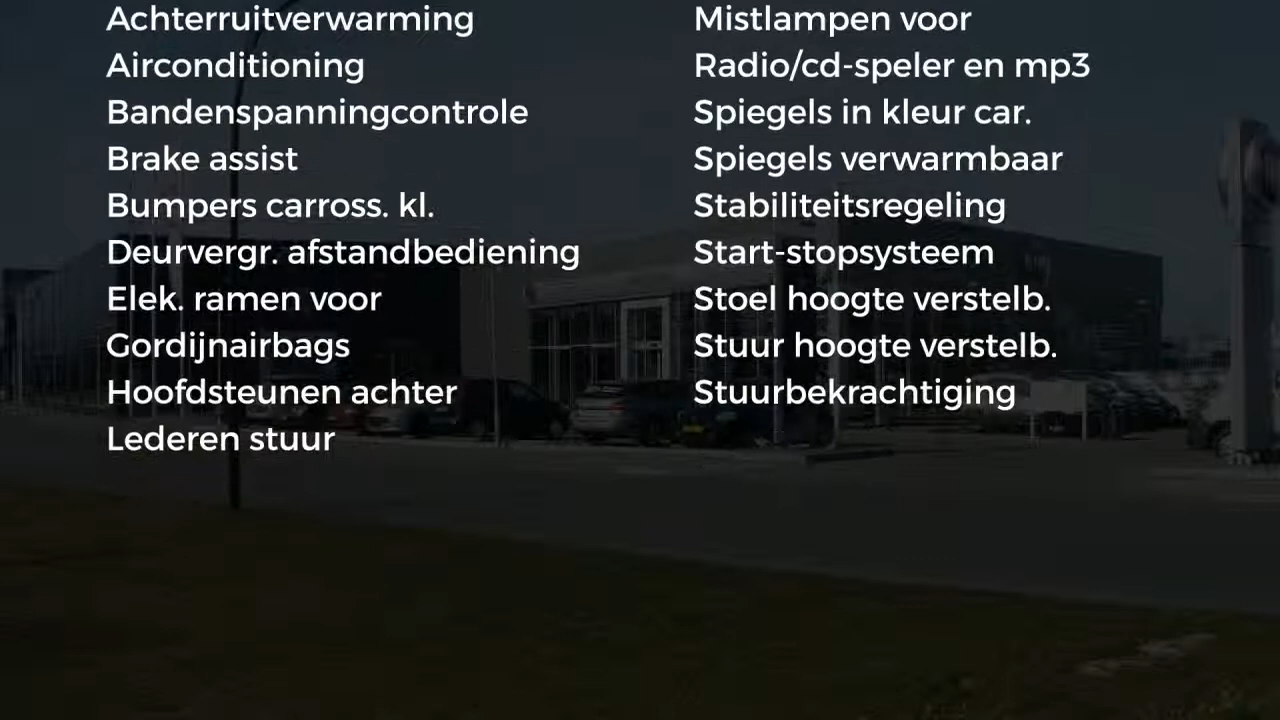 Achterruitverwarming
Airconditioning
Bandenspanningcontrole
Brake assist
Bumpers carross. kl.
Deurvergr. afstandbediening
Elek. ramen voor
Gordijnairbags
Hoofdsteunen achter
Lederen stuur
Mistlampen voor
Radio/cd-speler en mp3
Spiegels in kleur car.
Spiegels verwarmbaar
Stabiliteitsregeling
Start-stopsysteem
Stoel hoogte verstelb.
Stuur hoogte verstelb.
Stuurbekrachtiging